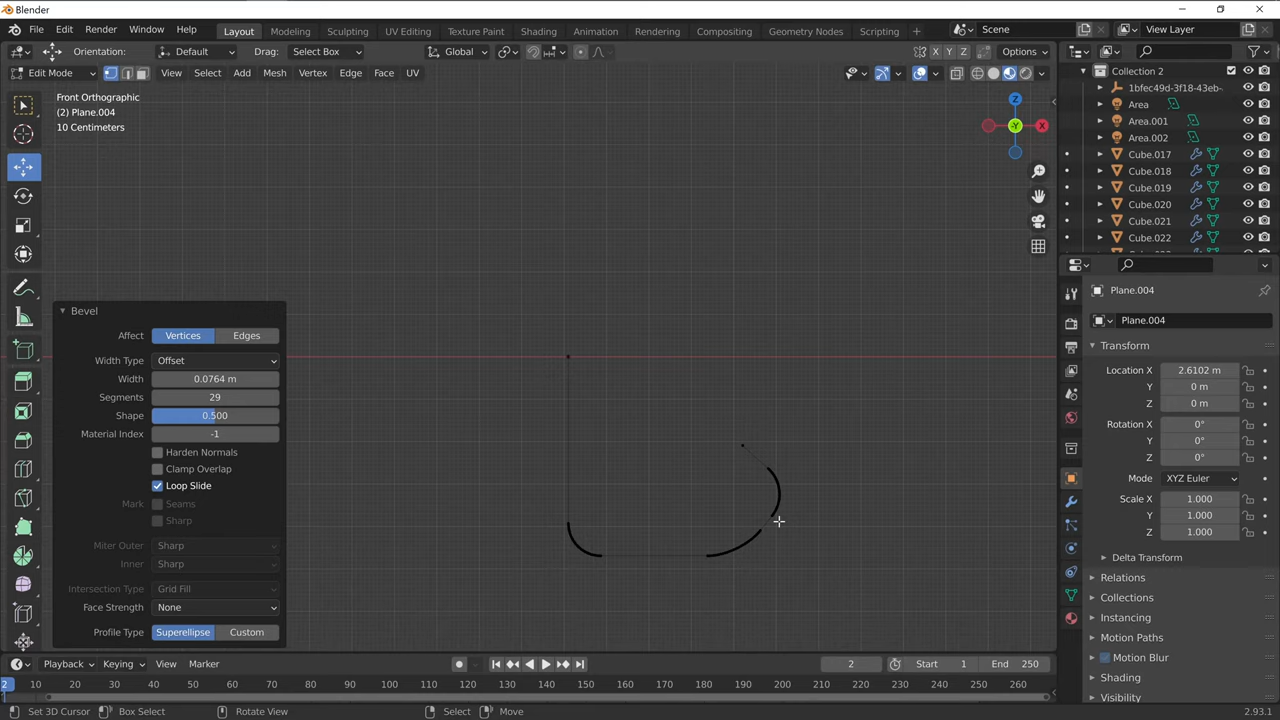 Blender
File Edit Render Window Help Layout Modeling Sculpting UV Editing Texture Paint Shading Animation Rendering Compositing Geometry Nodes Scripting Scene View Layer
Orientation: Default Drag: Select Box Global X Y Z Options
Edit Mode View Select Add Mesh Vertex Edge Face UV
Front Orthographic
(2) Plane.004
10 Centimeters
Z
-Y
X
Bevel
Affect Vertices Edges
Width Type Offset
Width 0.0764 m
Segments 29
Shape 0.500
Material Index -1
Harden Normals
Clamp Overlap
Loop Slide
Mark Seams
Sharp
Miter Outer Sharp
Inner Sharp
Intersection Type Grid Fill
Face Strength None
Profile Type Superellipse Custom
Collection 2
1bfec49d-3f18-43eb-
Area
Area.001
Area.002
Cube.017
Cube.018
Cube.019
Cube.020
Cube.021
Cube.022
Plane.004
Plane.004
Transform
Location X 2.6102 m
Y 0 m
Z 0 m
Rotation X 0°
Y 0°
Z 0°
Mode XYZ Euler
Scale X 1.000
Y 1.000
Z 1.000
Delta Transform
Relations
Collections
Instancing
Motion Paths
Motion Blur
Shading
Custom Properties
Playback Keying View Marker 2 Start 1 End 250
2 10 20 30 40 50 60 70 80 90 100 110 120 130 140 150 160 170 180 190 200 210 220 230 240 250 260
Set 3D Cursor Box Select Rotate View Select Move 2.93.1